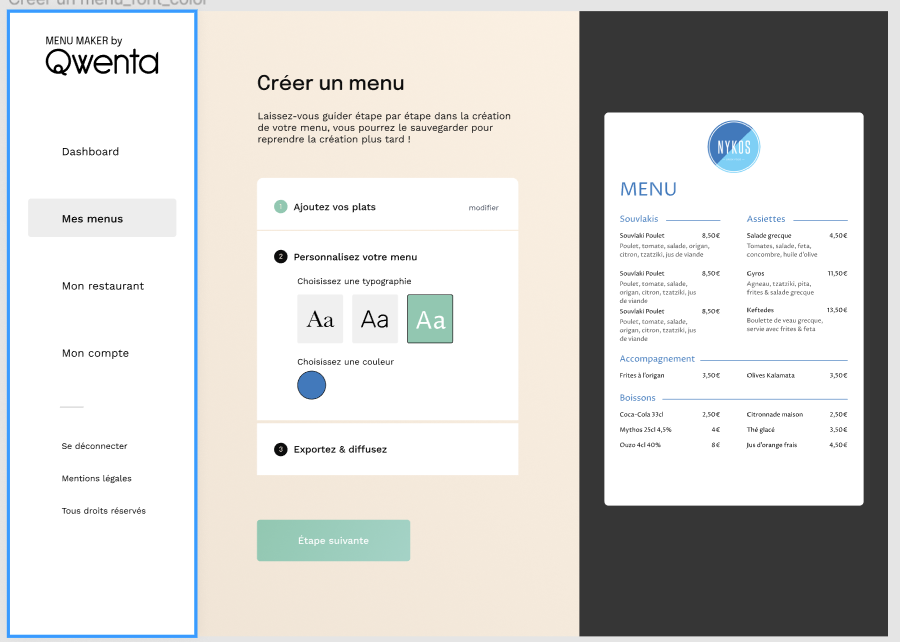 Créer un menu_font_color
MENU MAKER by
Qwenta
Dashboard
Mes menus
Mon restaurant
Mon compte
Se déconnecter
Mentions légales
Tous droits réservés
Créer un menu
Laissez-vous guider étape par étape dans la création
de votre menu, vous pourrez le sauvegarder pour
reprendre la création plus tard !
1 Ajoutez vos plats modifier
2 Personnalisez votre menu
Choisissez une typographie
Aa Aa Aa
Choisissez une couleur
3 Exportez & diffusez
Étape suivante
NYKOS
MENU
Souvlakis
Souvlaki Poulet 8,50€
Poulet, tomate, salade, origan,
citron, tzatziki, jus de viande
Souvlaki Poulet 8,50€
Poulet, tomate, salade,
origan, citron, tzatziki, jus
de viande
Souvlaki Poulet 8,50€
Poulet, tomate, salade,
origan, citron, tzatziki, jus
de viande
Assiettes
Salade grecque 4,50€
Tomates, salade, feta,
concombre, huile d'olive
Gyros 11,50€
Agneau, tzatziki, pita,
frites & salade grecque
Keftedes 13,50€
Boulette de veau grecque,
servie avec frites & feta
Accompagnement
Frites à l'origan 3,50€
Olives Kalamata 3,50€
Boissons
Coca-Cola 33cl 2,50€
Mythos 25cl 4,5% 4€
Ouzo 4cl 40% 8€
Citronnade maison 2,50€
Thé glacé 3,50€
Jus d'orange frais 4,50€